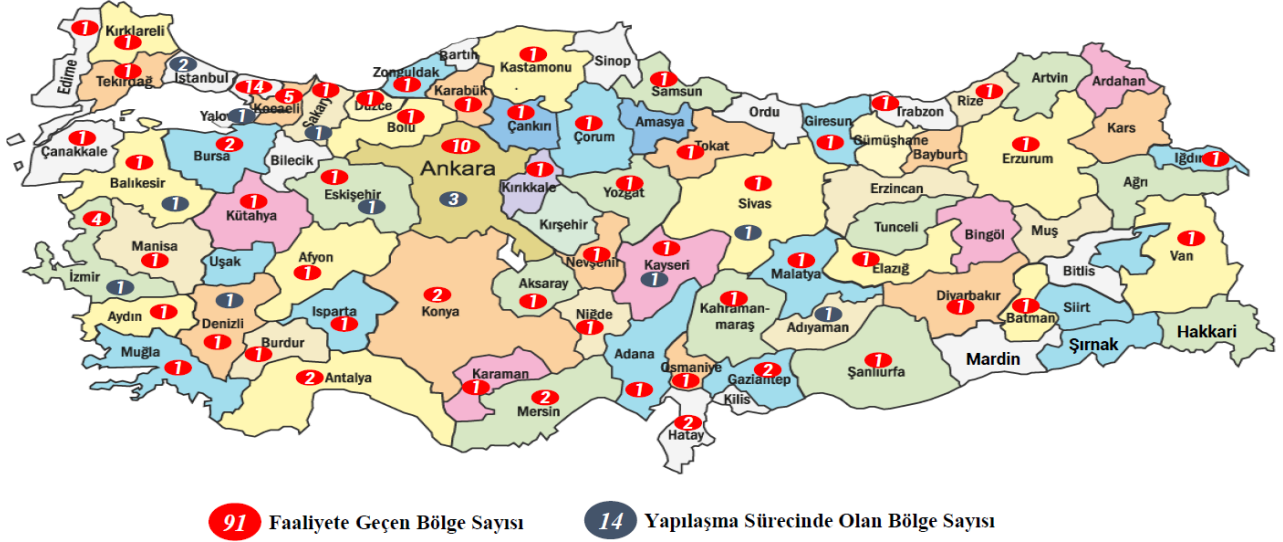 1
Kırklareli
1
Edirne
1
Tekirdağ
2
İstanbul
14
5
Kocaeli
1
Sakarya
1
Yalova
1
1
Düzce
Zonguldak
1
Bartın
Karabük
1
1
Kastamonu
Sinop
1
Samsun
Bolu
1
1
Çankırı
1
Çorum
Amasya
Ordu
1
Tokat
Giresun
1
1
Trabzon
Gümüşhane
Bayburt
Rize
1
Artvin
Ardahan
Kars
1
Erzurum
Iğdır
1
Ağrı
1
Çanakkale
1
Balıkesir
1
2
Bursa
Bilecik
1
Eskişehir
1
10
Ankara
3
1
Kırıkkale
1
Yozgat
Kırşehir
1
Sivas
1
Erzincan
Tunceli
Bingöl
Muş
1
Van
Bitlis
1
Kütahya
4
İzmir
1
Manisa
1
Uşak
Afyon
1
2
Konya
Aksaray
1
Nevşehir
1
1
Kayseri
1
Niğde
1
1
Malatya
1
Elazığ
1
Adıyaman
Diyarbakır
1
1
Batman
Siirt
Hakkari
Şırnak
Mardin
Aydın
1
1
Denizli
1
Isparta
1
Burdur
1
Muğla
1
2
Antalya
Karaman
1
2
Mersin
Adana
1
1
Kahraman-
maraş
Osmaniye
1
2
Gaziantep
Kilis
2
Hatay
1
Şanlıurfa
91 Faaliyete Geçen Bölge Sayısı
14 Yapılaşma Sürecinde Olan Bölge Sayısı